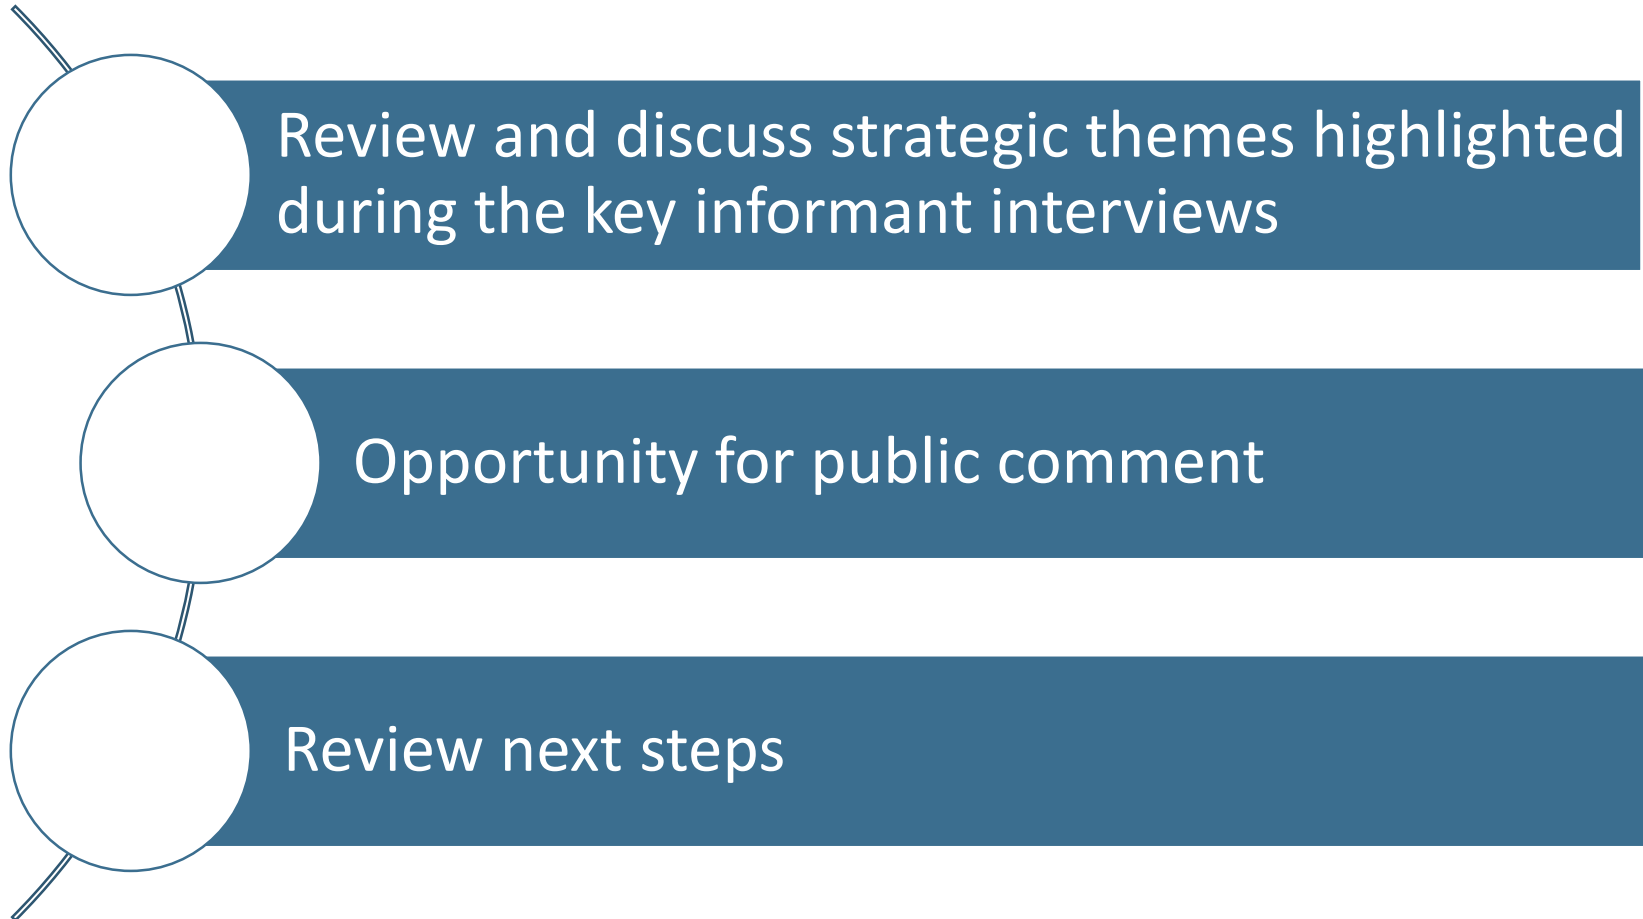 Review and discuss strategic themes highlighted
during the key informant interviews
Opportunity for public comment
Review next steps